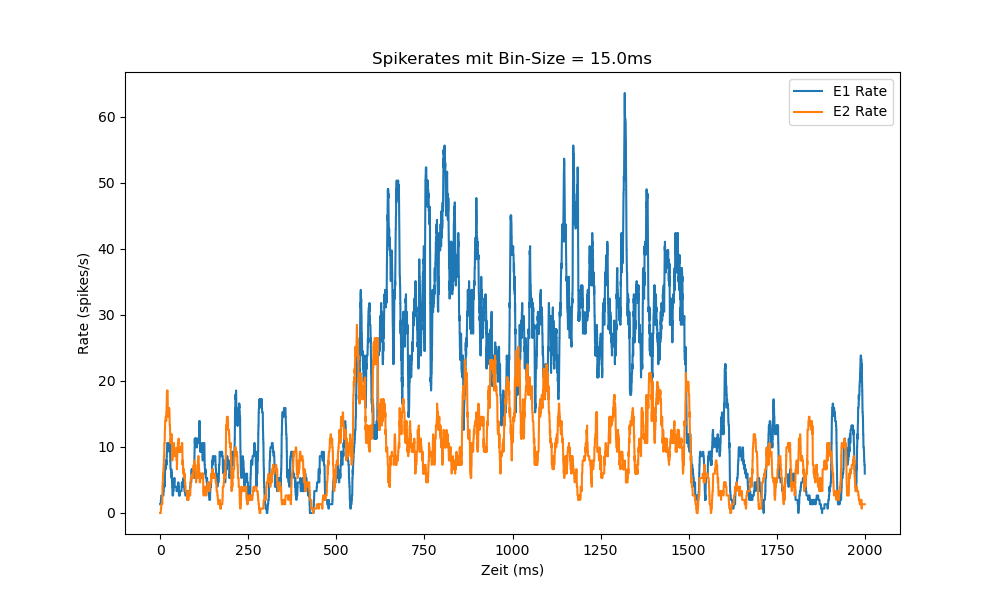 Spikerates mit Bin-Size = 15.0ms
E1 Rate
E2 Rate
Rate (spikes/s)
60
50
40
30
20
10
0
0 250 500 750 1000 1250 1500 1750 2000
Zeit (ms)